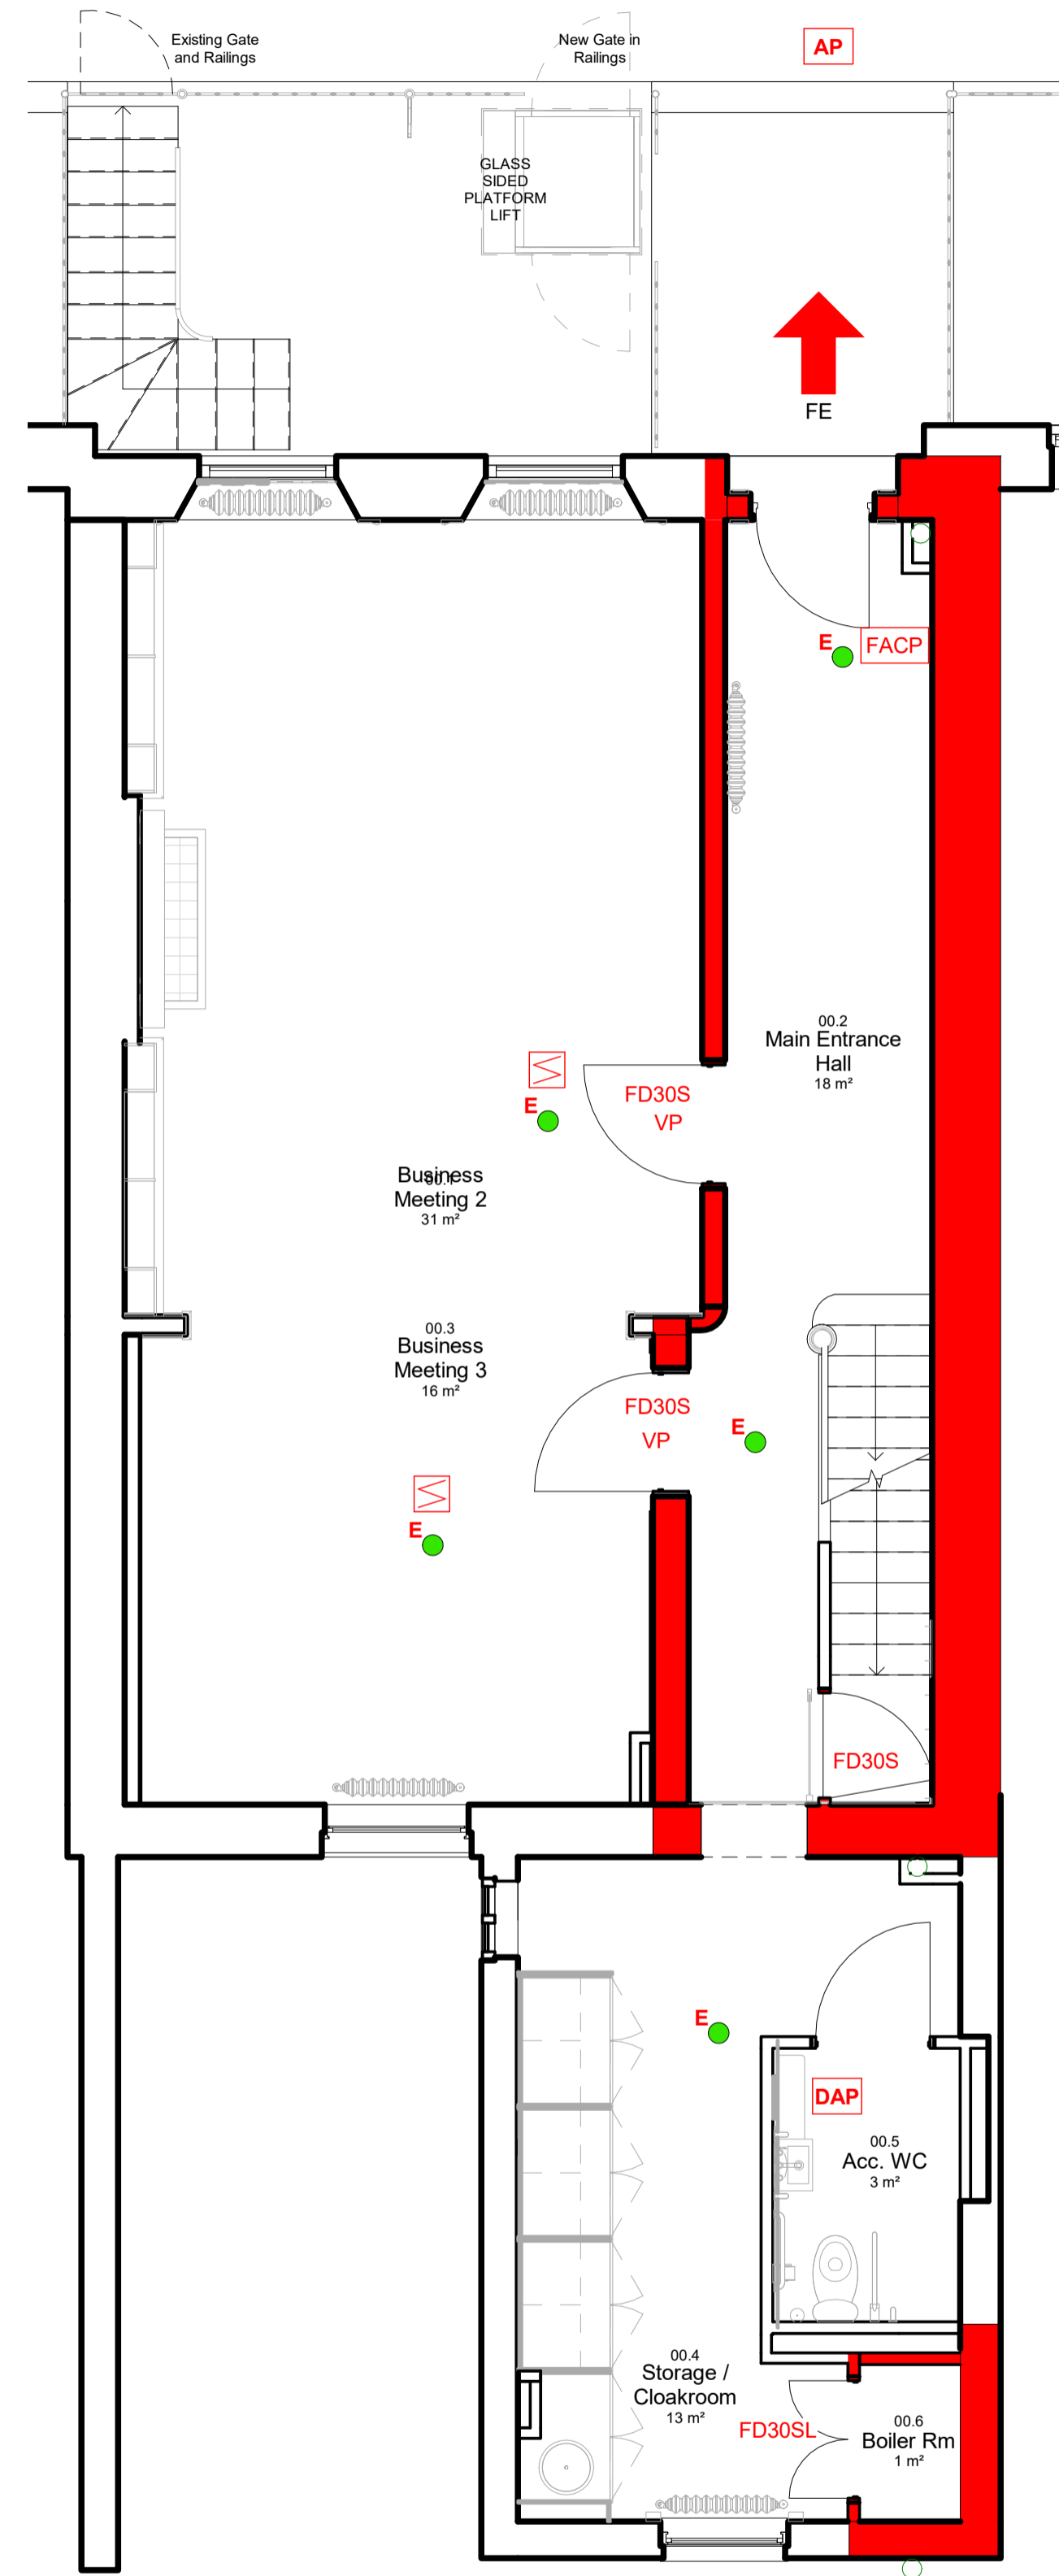 Existing Gate
and Railings
New Gate in
Railings
AP
GLASS
SIDED
PLATFORM
LIFT
FE
E
FACP
00.2
Main Entrance
Hall
18 m²
E
FD30S
VP
00.1
Business
Meeting 2
31 m²
00.3
Business
Meeting 3
16 m²
FD30S
VP
E
E
FD30S
E
DAP
00.5
Acc. WC
3 m²
00.4
Storage /
Cloakroom
13 m²
FD30SL
00.6
Boiler Rm
1 m²